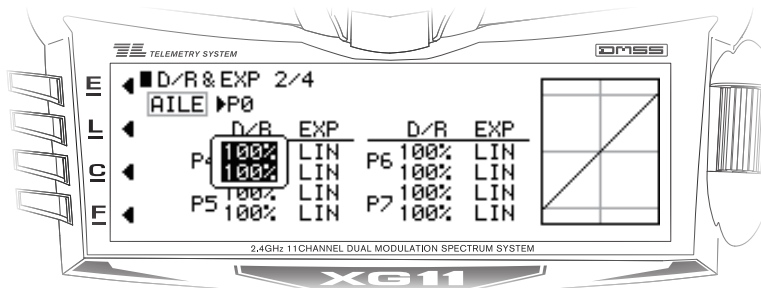 TELEMETRY SYSTEM DMSS
E ■D/R&EXP 2/4
AILE ▶P0
L D/R EXP D/R EXP
P4 100% LIN P6 100% LIN
C 100% LIN 100% LIN
P5 100% LIN P7 100% LIN
F 100% LIN 100% LIN
2.4GHz 11CHANNEL DUAL MODULATION SPECTRUM SYSTEM
XG11